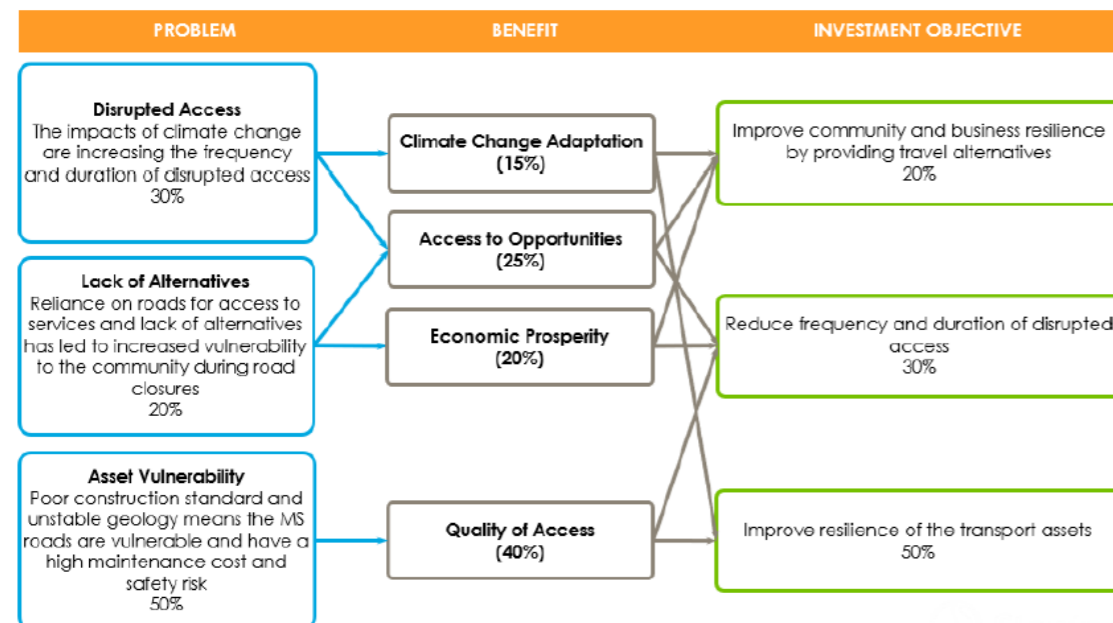 PROBLEM
BENEFIT
INVESTMENT OBJECTIVE
Disrupted Access
The impacts of climate change
are increasing the frequency
and duration of disrupted access
30%
Lack of Alternatives
Reliance on roads for access to
services and lack of alternatives
has led to increased vulnerability
to the community during road
closures
20%
Asset Vulnerability
Poor construction standard and
unstable geology means the MS
roads are vulnerable and have a
high maintenance cost and
safety risk
50%
Climate Change Adaptation
(15%)
Access to Opportunities
(25%)
Economic Prosperity
(20%)
Quality of Access
(40%)
Improve community and business resilience
by providing travel alternatives
20%
Reduce frequency and duration of disrupted
access
30%
Improve resilience of the transport assets
50%